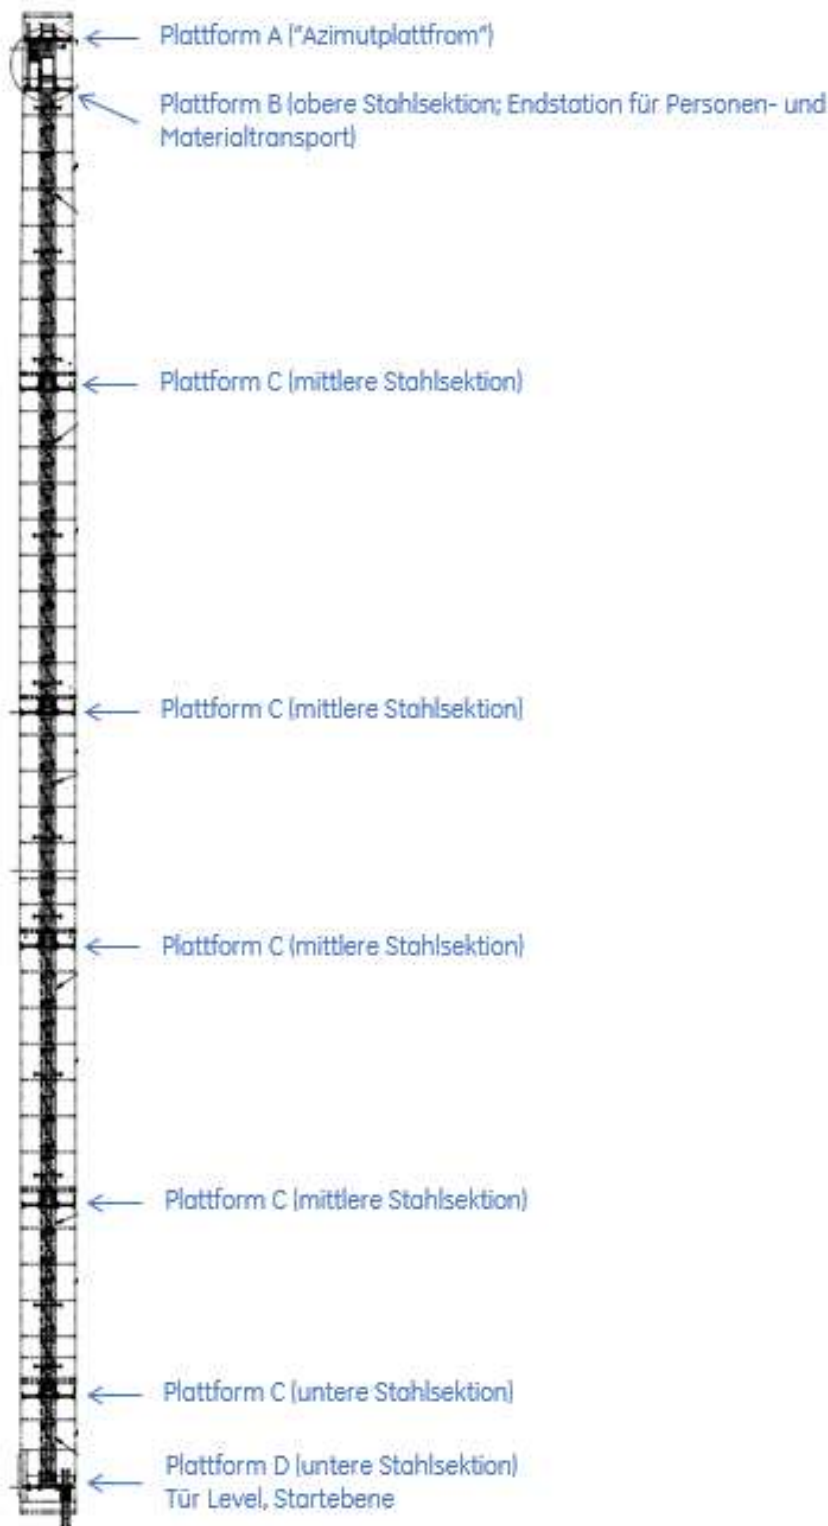 Plattform A ("Azimutplattfrom")
Plattform B (obere Stahlsektion; Endstation für Personen- und
Materialtransport)
Plattform C (mittlere Stahlsektion)
Plattform C (mittlere Stahlsektion)
Plattform C (mittlere Stahlsektion)
Plattform C (mittlere Stahlsektion)
Plattform C (untere Stahlsektion)
Plattform D (untere Stahlsektion)
Tür Level, Startebene